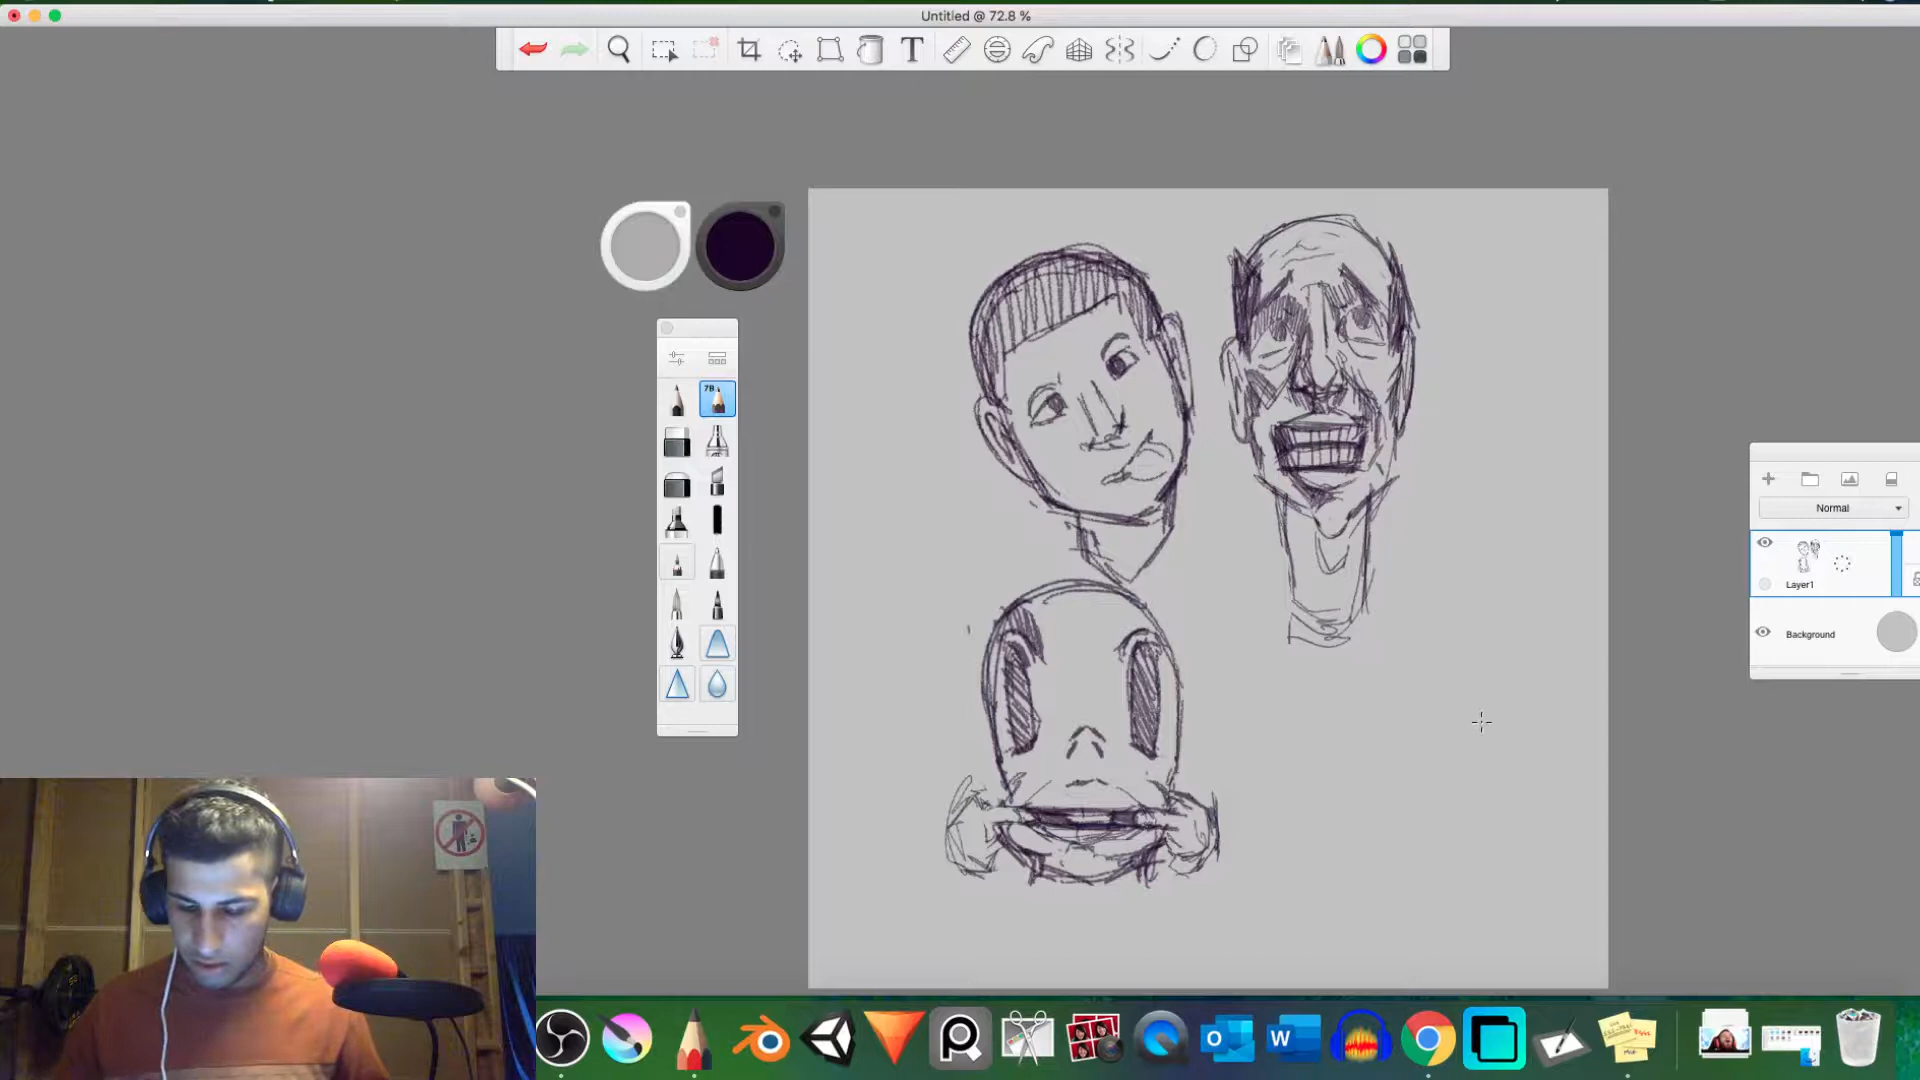 Untitled @ 72.8 %
T
7B
Normal
Layer1
Background
W